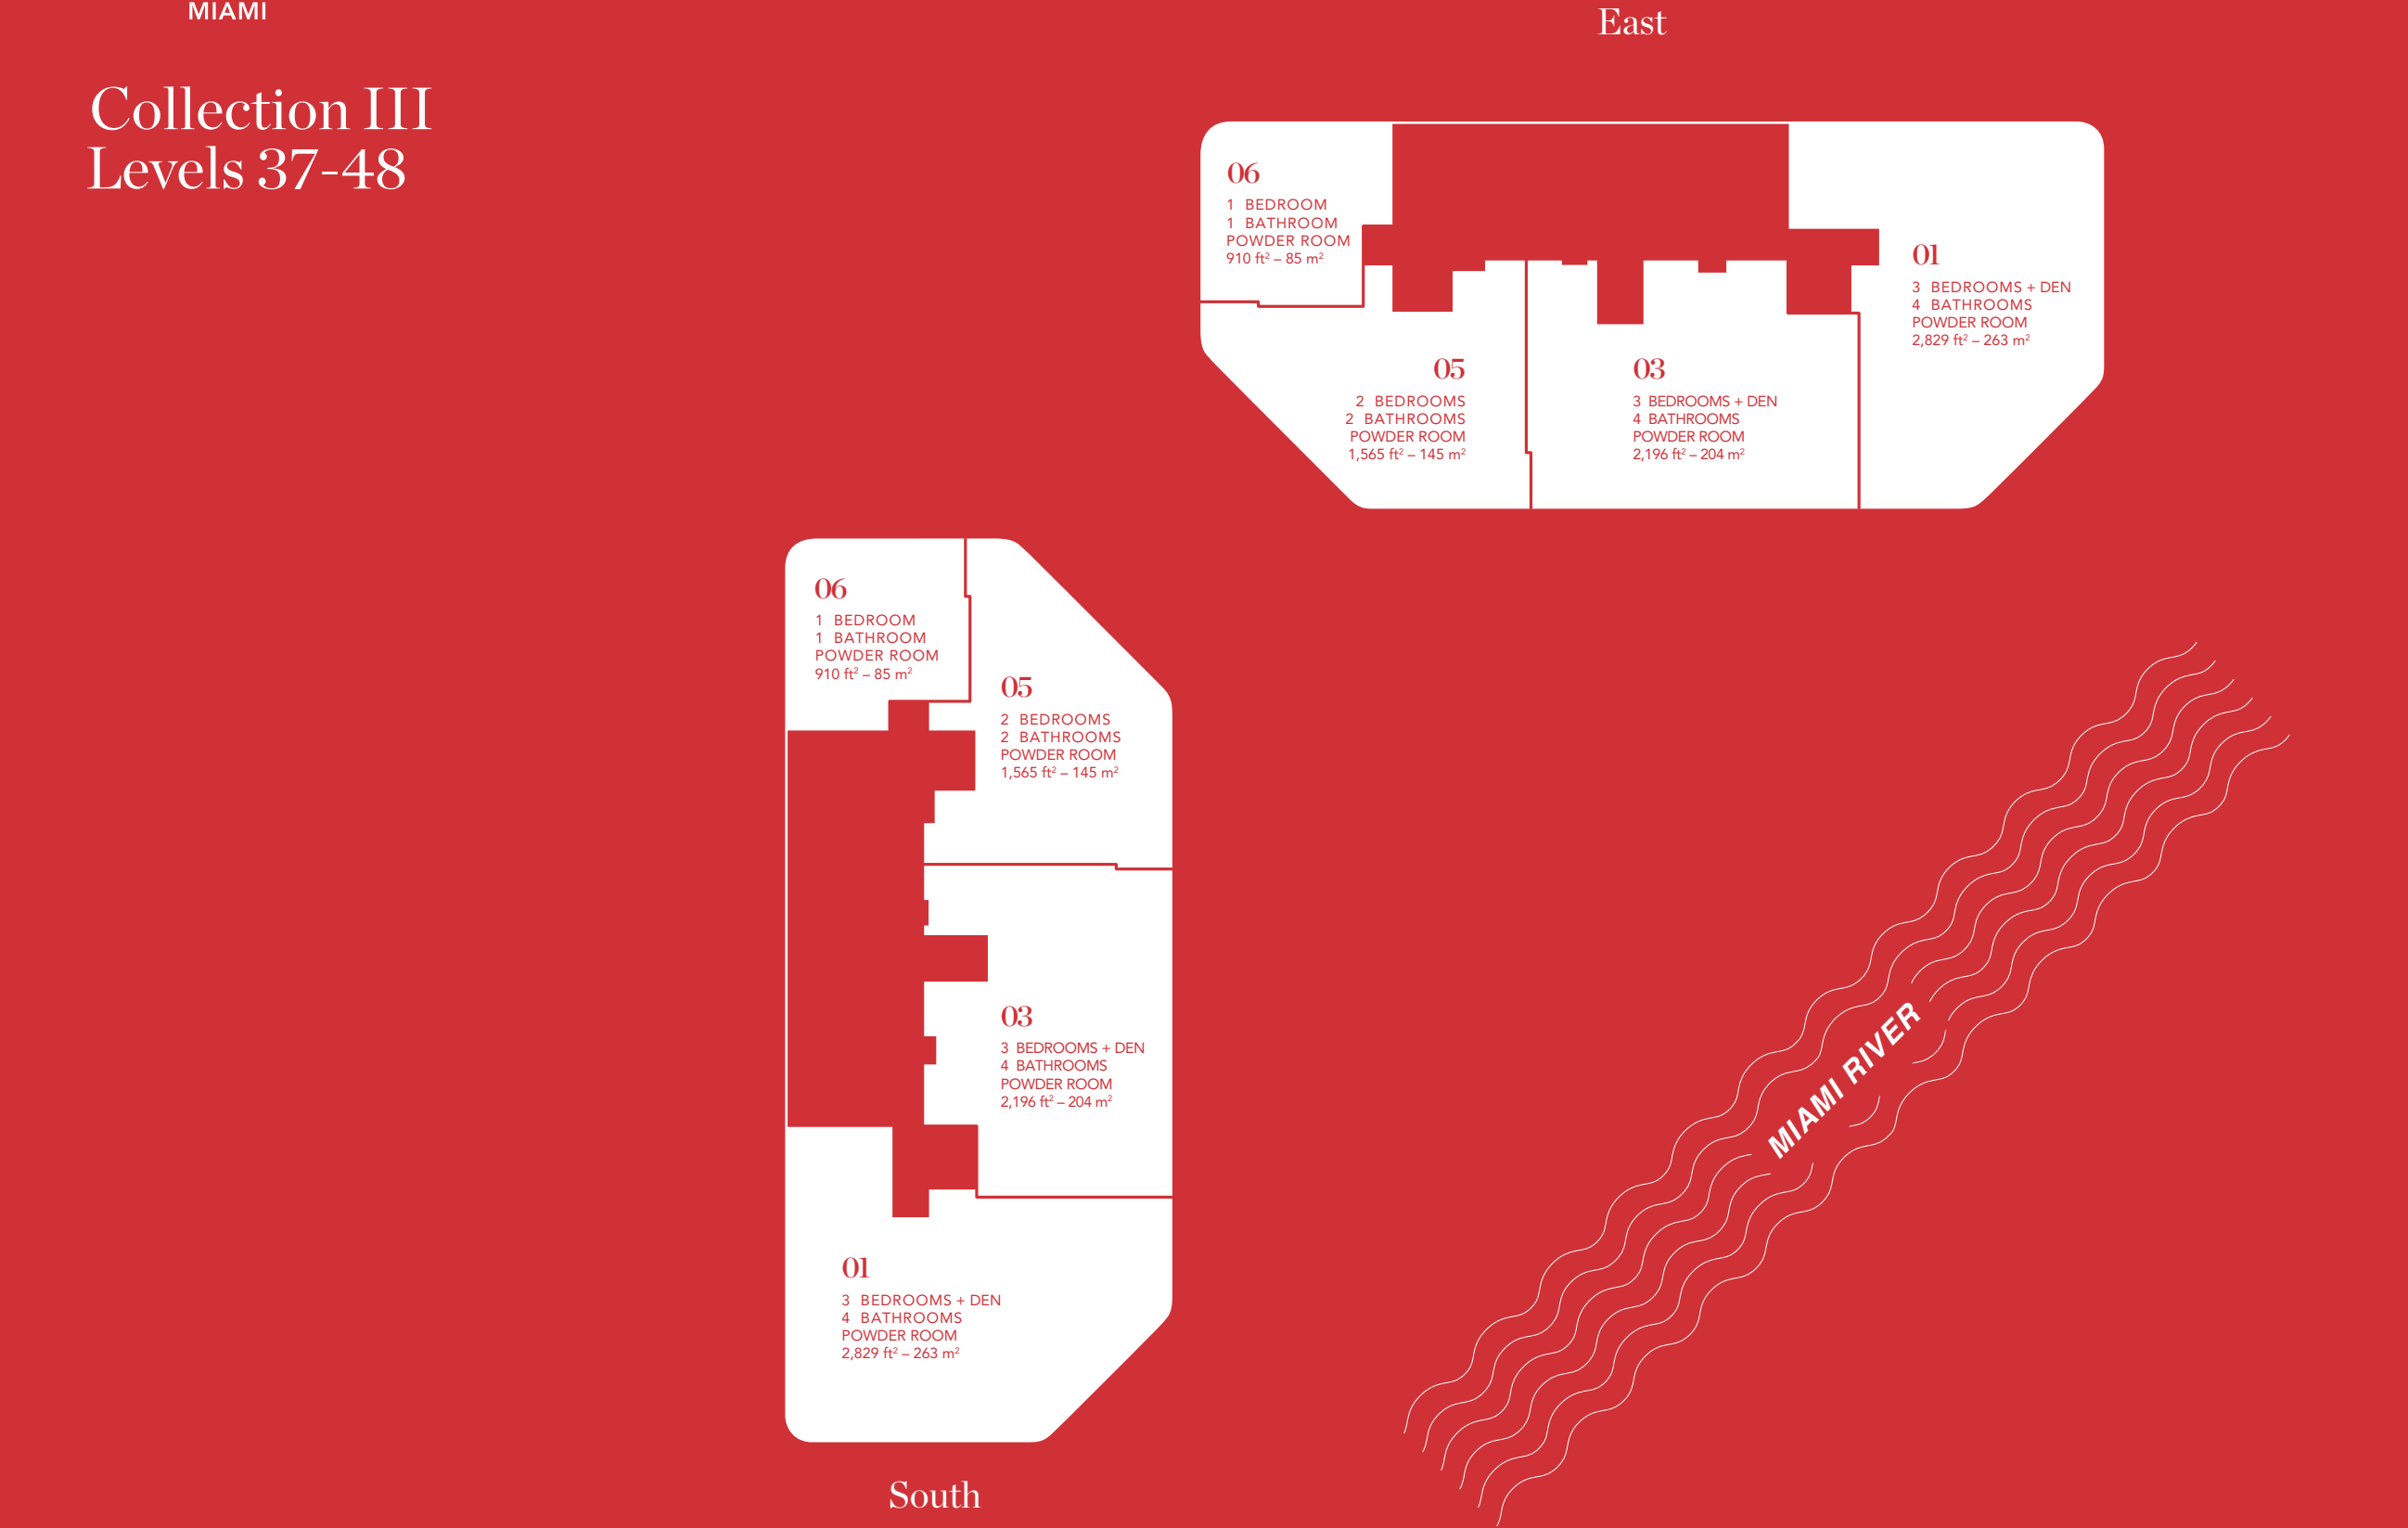 MIAMI
East
Collection III
Levels 37-48
06
1 BEDROOM
1 BATHROOM
POWDER ROOM
910 ft² – 85 m²
01
3 BEDROOMS + DEN
4 BATHROOMS
POWDER ROOM
2,829 ft² – 263 m²
05
2 BEDROOMS
2 BATHROOMS
POWDER ROOM
1,565 ft² – 145 m²
03
3 BEDROOMS + DEN
4 BATHROOMS
POWDER ROOM
2,196 ft² – 204 m²
06
1 BEDROOM
1 BATHROOM
POWDER ROOM
910 ft² – 85 m²
05
2 BEDROOMS
2 BATHROOMS
POWDER ROOM
1,565 ft² – 145 m²
03
3 BEDROOMS + DEN
4 BATHROOMS
POWDER ROOM
2,196 ft² – 204 m²
01
3 BEDROOMS + DEN
4 BATHROOMS
POWDER ROOM
2,829 ft² – 263 m²
MIAMI RIVER
South